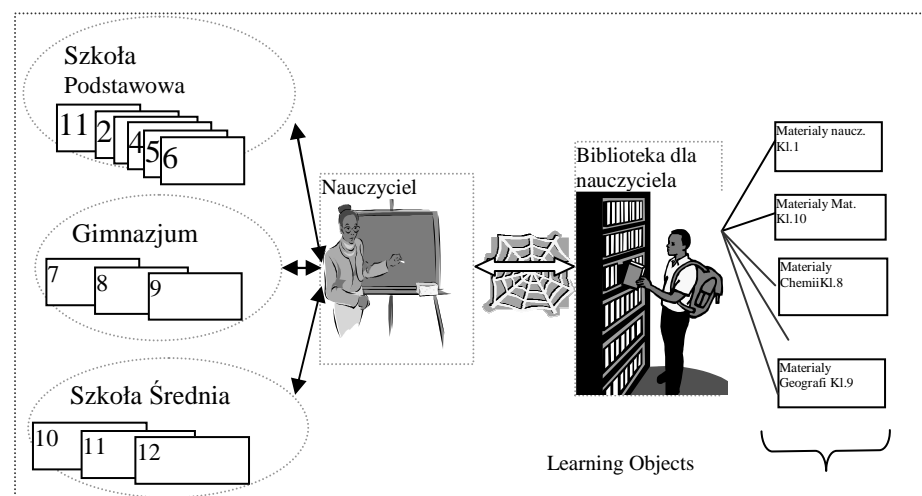 Szkoła
Podstawowa
11
2
4
5
6
Gimnazjum
7
8
9
Szkoła Średnia
10
11
12
Nauczyciel
Biblioteka dla
nauczyciela
Materialy naucz.
Kl.1
Materialy Mat.
Kl.10
Materialy
ChemiiKl.8
Materialy
Geografi Kl.9
Learning Objects